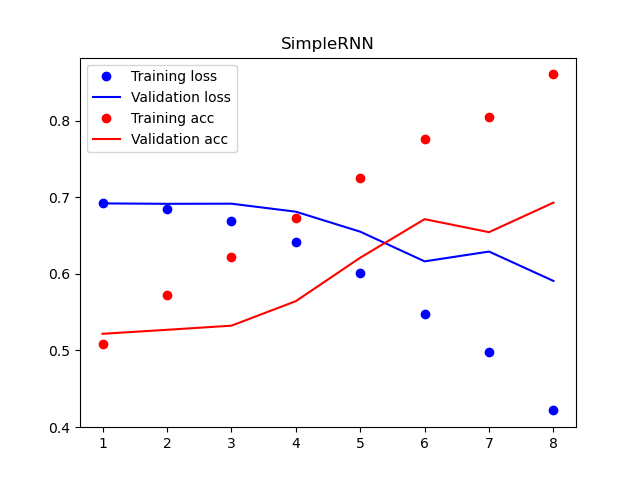 SimpleRNN
Training loss
Validation loss
Training acc
Validation acc
0.8
0.7
0.6
0.5
0.4
1 2 3 4 5 6 7 8